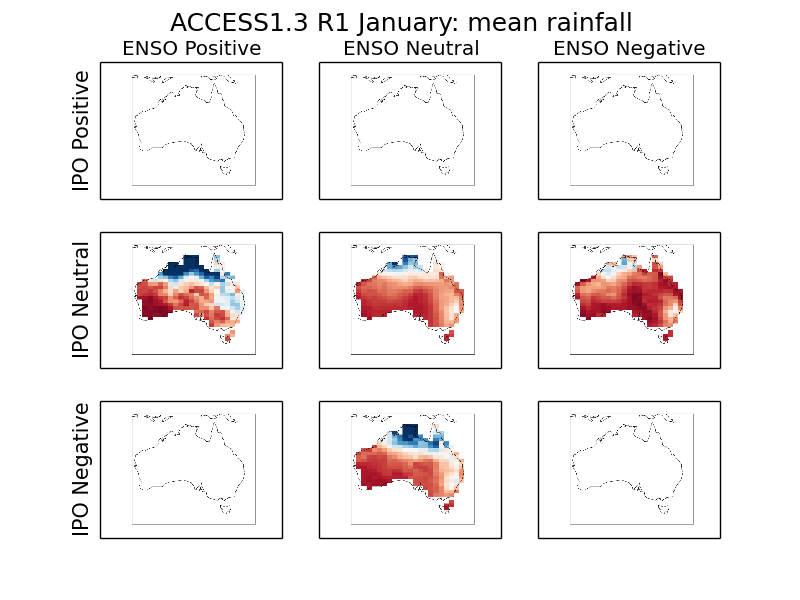 ACCESS1.3 R1 January: mean rainfall
ENSO Positive
ENSO Neutral
ENSO Negative
IPO Positive
IPO Neutral
IPO Negative